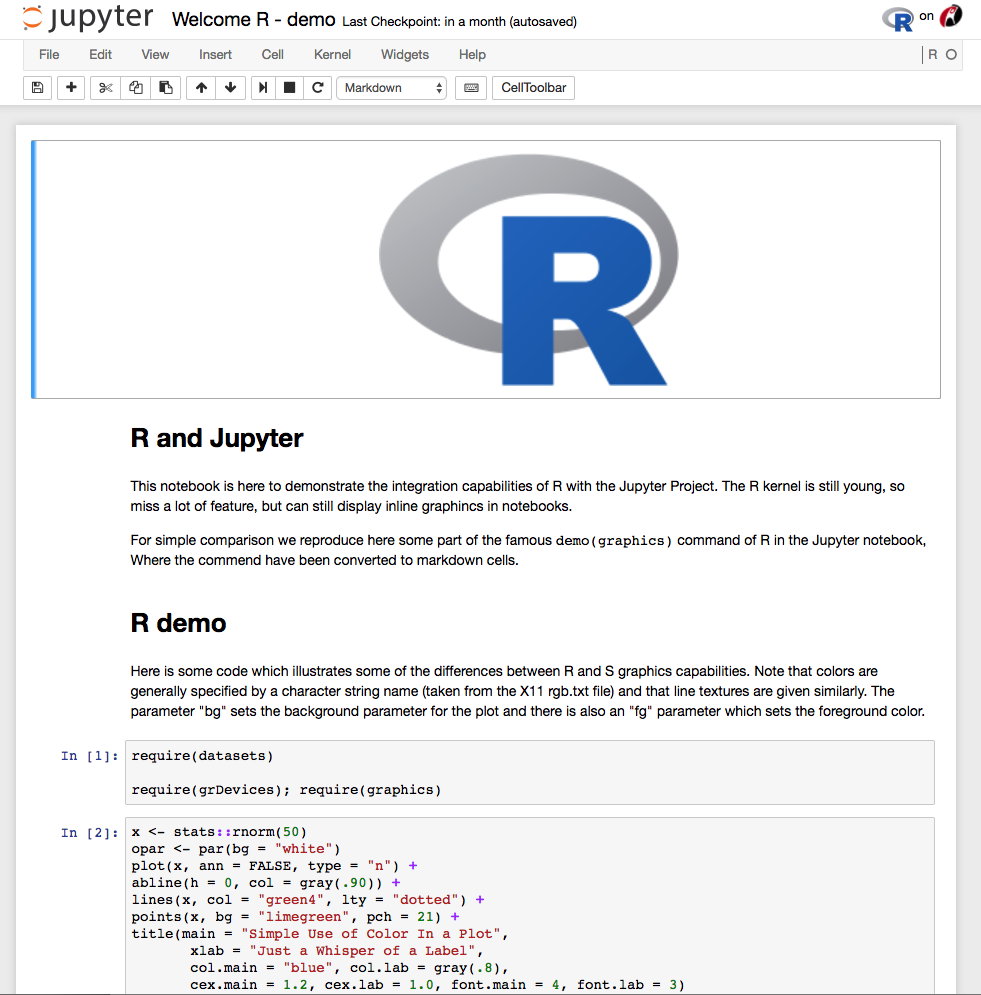 jupyter Welcome R - demo Last Checkpoint: in a month (autosaved) R on
File Edit View Insert Cell Kernel Widgets Help R
Markdown CellToolbar
R
R and Jupyter
This notebook is here to demonstrate the integration capabilities of R with the Jupyter Project. The R kernel is still young, so
miss a lot of feature, but can still display inline graphincs in notebooks.
For simple comparison we reproduce here some part of the famous demo(graphics) command of R in the Jupyter notebook,
Where the commend have been converted to markdown cells.
R demo
Here is some code which illustrates some of the differences between R and S graphics capabilities. Note that colors are
generally specified by a character string name (taken from the X11 rgb.txt file) and that line textures are given similarly. The
parameter "bg" sets the background parameter for the plot and there is also an "fg" parameter which sets the foreground color.
In [1]: require(datasets)
require(grDevices); require(graphics)
In [2]: x <- stats::rnorm(50)
opar <- par(bg = "white")
plot(x, ann = FALSE, type = "n") +
abline(h = 0, col = gray(.90)) +
lines(x, col = "green4", lty = "dotted") +
points(x, bg = "limegreen", pch = 21) +
title(main = "Simple Use of Color In a Plot",
xlab = "Just a Whisper of a Label",
col.main = "blue", col.lab = gray(.8),
cex.main = 1.2, cex.lab = 1.0, font.main = 4, font.lab = 3)